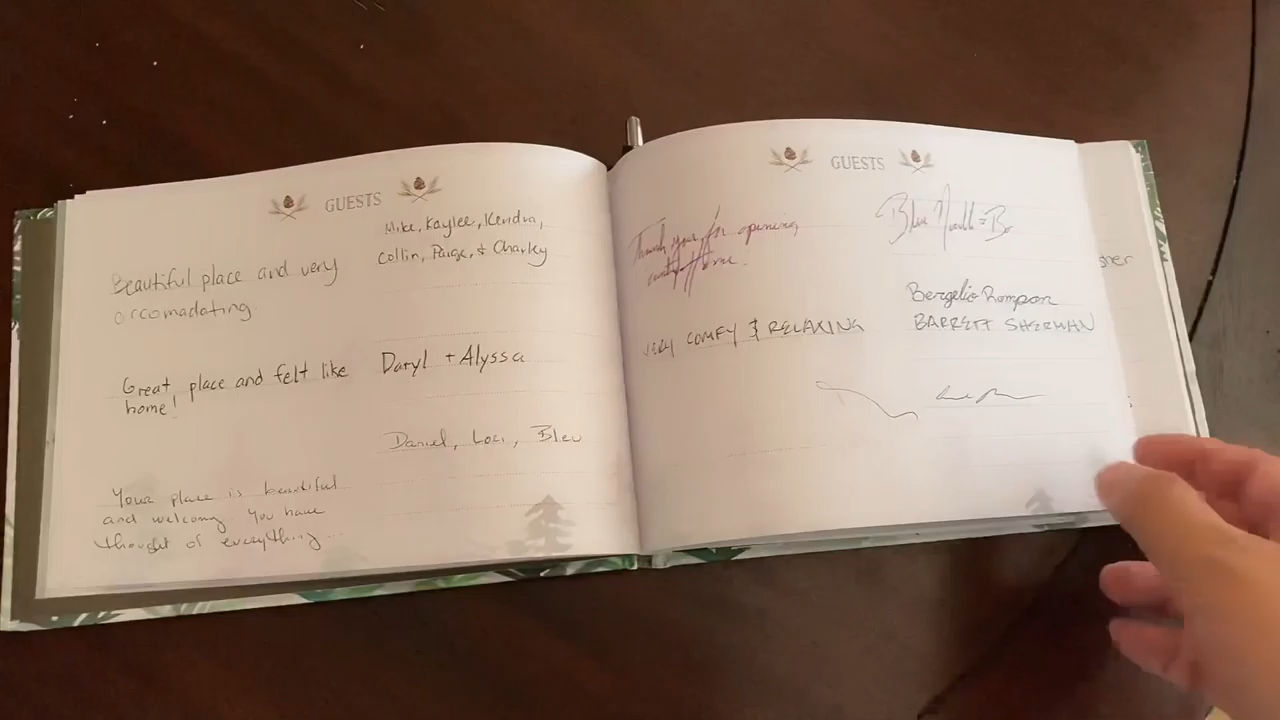 GUESTS
Mike, Kaylee, Kendra,
Collin, Paige, & Charley
Beautiful place and very
accomadating
Great place and felt like
home!
Daryl + Alyssa
Daniel, Lori, Bleu
Your place is beautiful
and welcoming. You have
thought of everything...
GUESTS
Thank you for opening
Bergelio Rompon
BARRETT SHERMAN
VERY COMFY & RELAXING